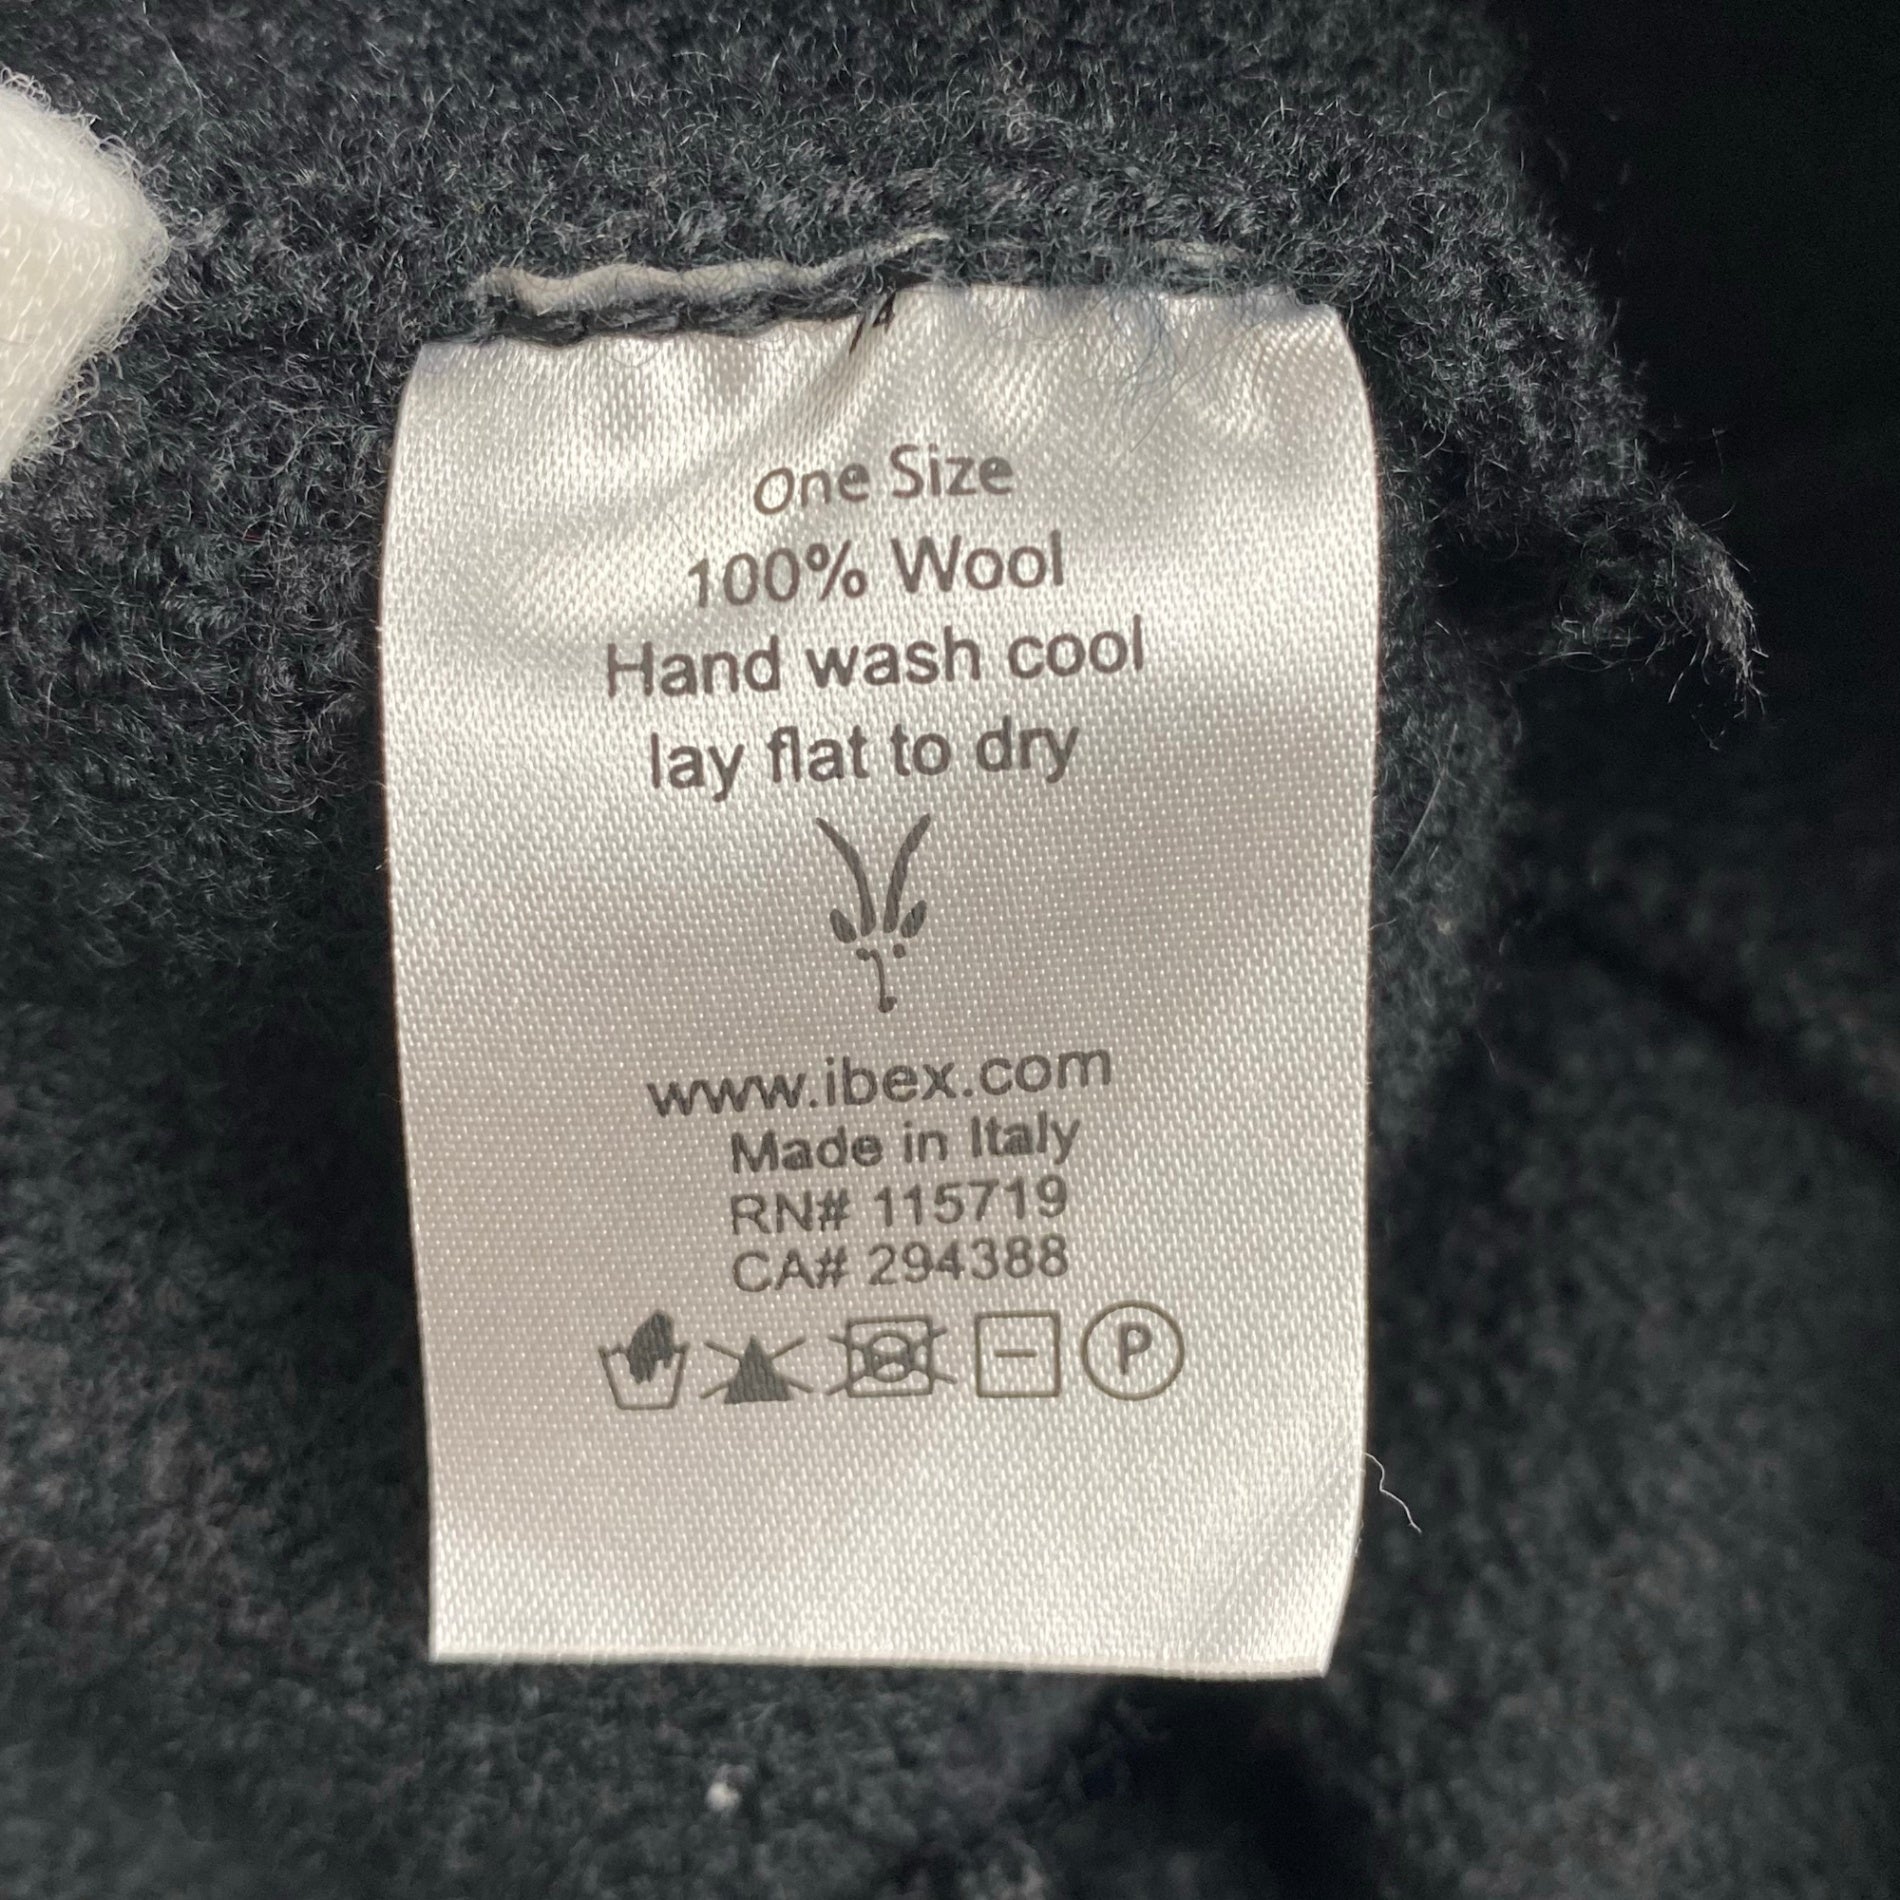 One Size
100% Wool
Hand wash cool
lay flat to dry
www.ibex.com
Made in Italy
RN# 115719
CA# 294388
P